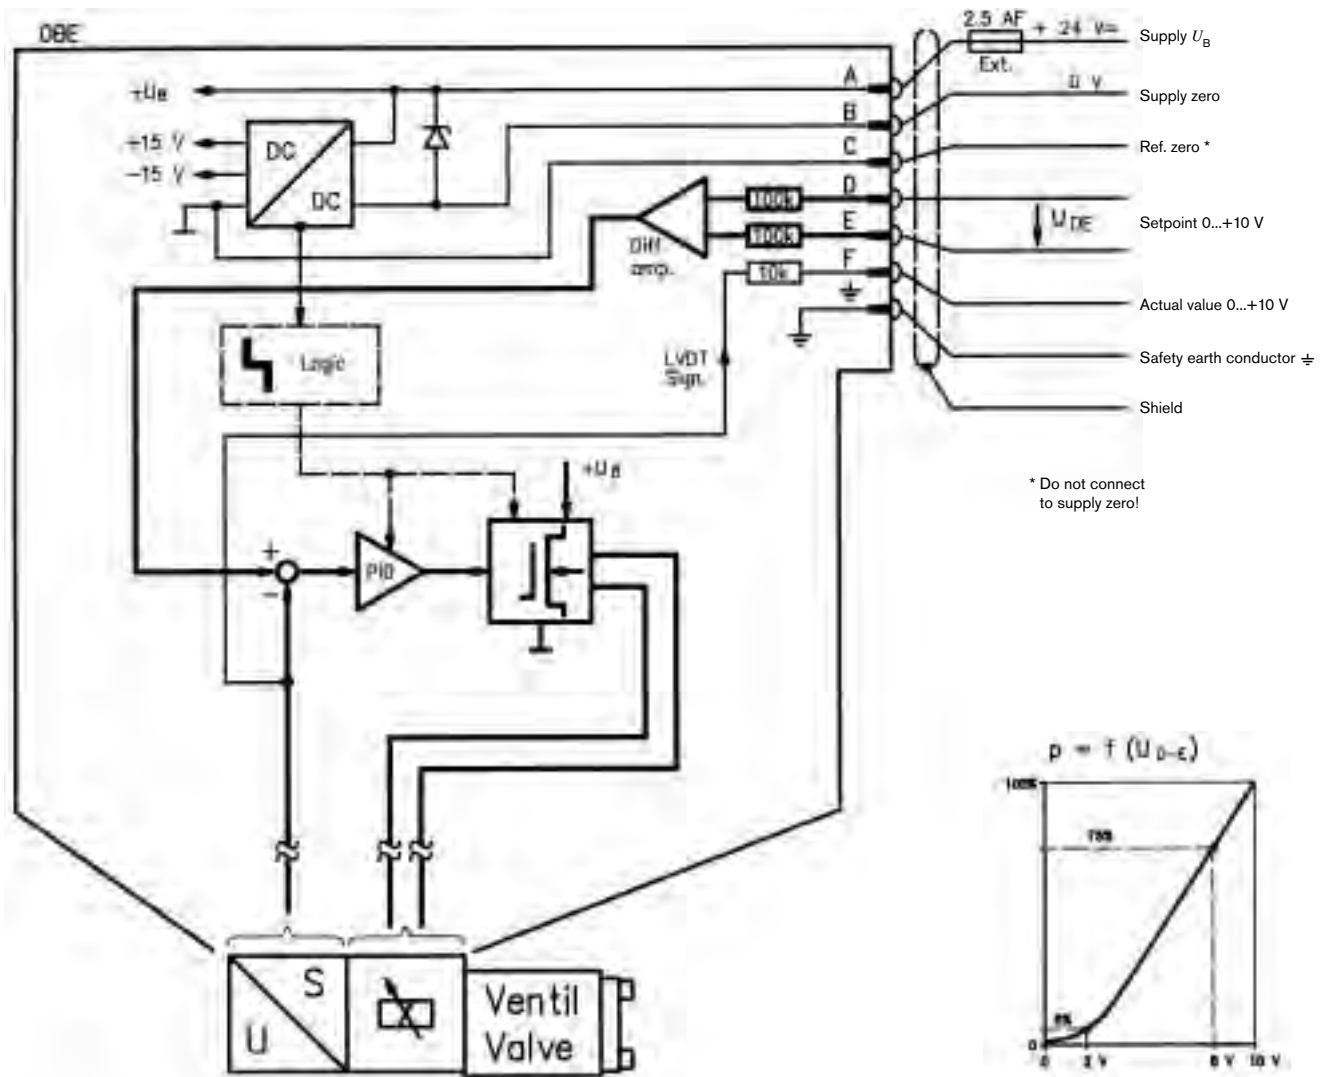 OBE
2.5 AF
+ 24 V=
Supply U_B
Ext.
A
+U_B
0 V
Supply zero
B
+15 V
DC
C
Ref. zero *
-15 V
DC
100k
D
Setpoint 0...+10 V
U_DE
100k
E
Diff.
amp.
10k
F
Actual value 0...+10 V
Logic
LVDT
Sign.
Safety earth conductor
Shield
+U_B
* Do not connect
to supply zero!
+
-
PID
p = f (U_D-E)
100%
75%
S
U
Ventil
Valve
0
0
2 V
8 V
10 V